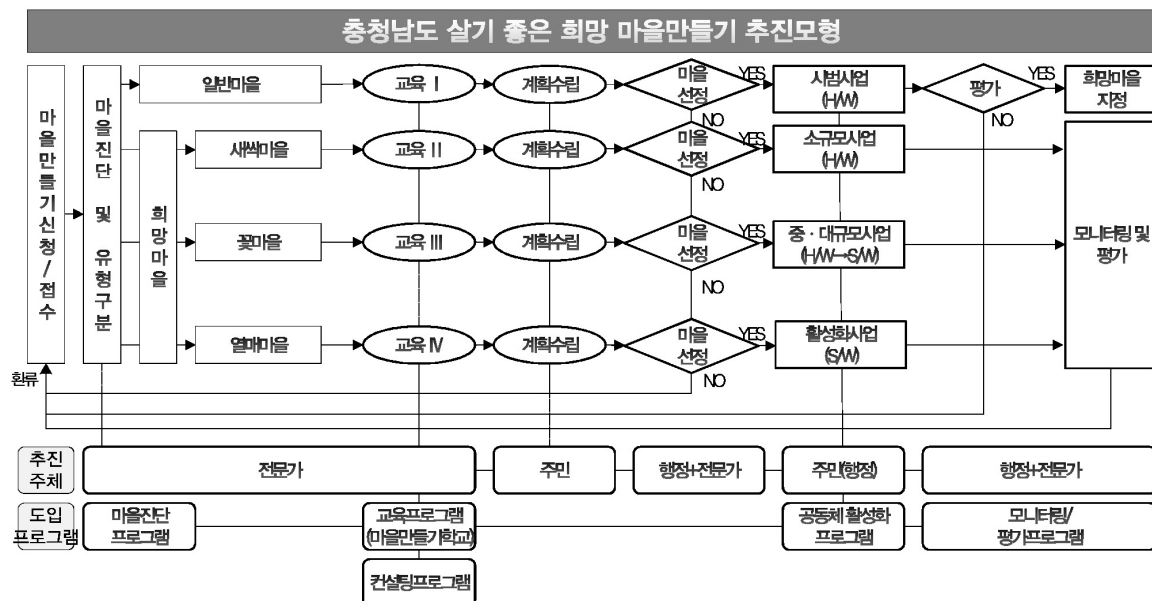 충청남도 살기 좋은 희망 마을만들기 추진모형
마을만들기신청/접수
마을진단 및 유형구분
일반마을
교육 I
계획수립
마을
선정
YES
NO
시범사업
(H/W)
평가
YES
NO
희망마을
지정
희망마을
새싹마을
교육 II
계획수립
마을
선정
YES
NO
소규모사업
(H/W)
꽃마을
교육 III
계획수립
마을
선정
YES
NO
중·대규모사업
(H/W→S/W)
모니터링 및
평가
열매마을
교육 IV
계획수립
마을
선정
YES
NO
활성화사업
(S/W)
환류
추진
주체
전문가
주민
행정+전문가
주민(행정)
행정+전문가
도입
프로그램
마을진단
프로그램
교육프로그램
(마을만들기학교)
공동체 활성화
프로그램
모니터링/
평가프로그램
컨설팅프로그램